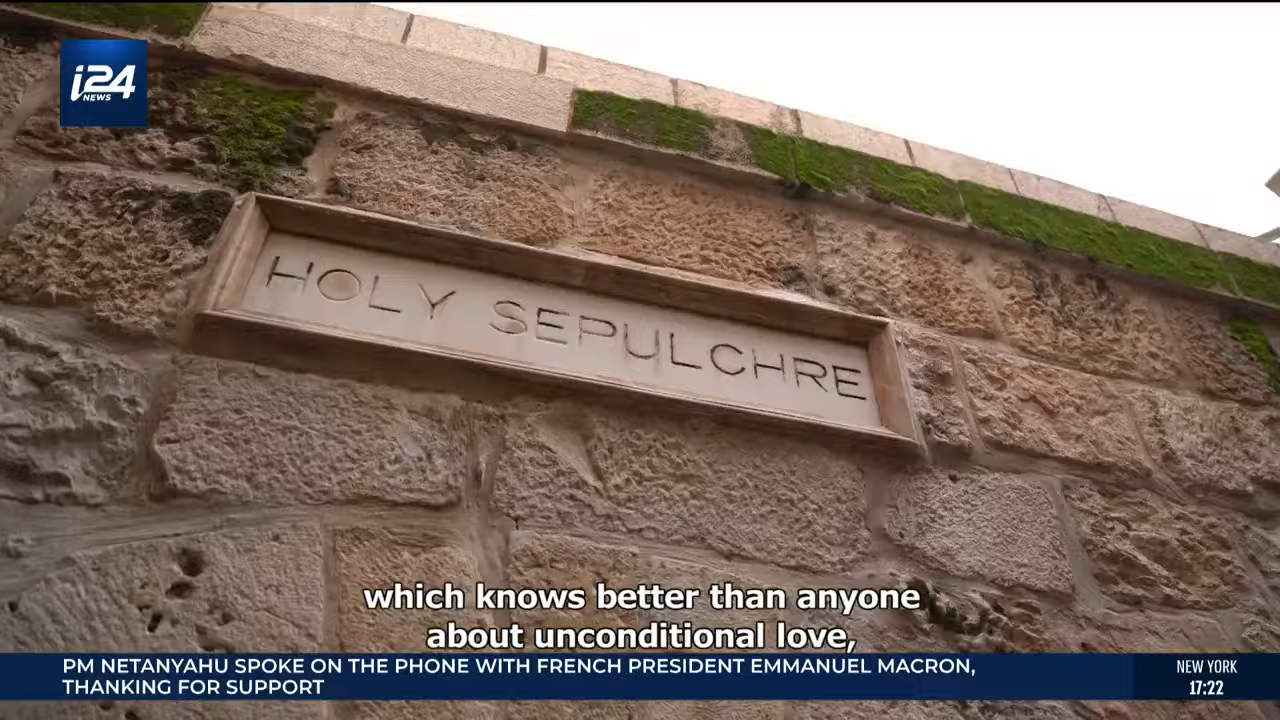 i24
NEWS
HOLY SEPULCHRE
which knows better than anyone
about unconditional love,
PM NETANYAHU SPOKE ON THE PHONE WITH FRENCH PRESIDENT EMMANUEL MACRON,
THANKING FOR SUPPORT
NEW YORK
17:22